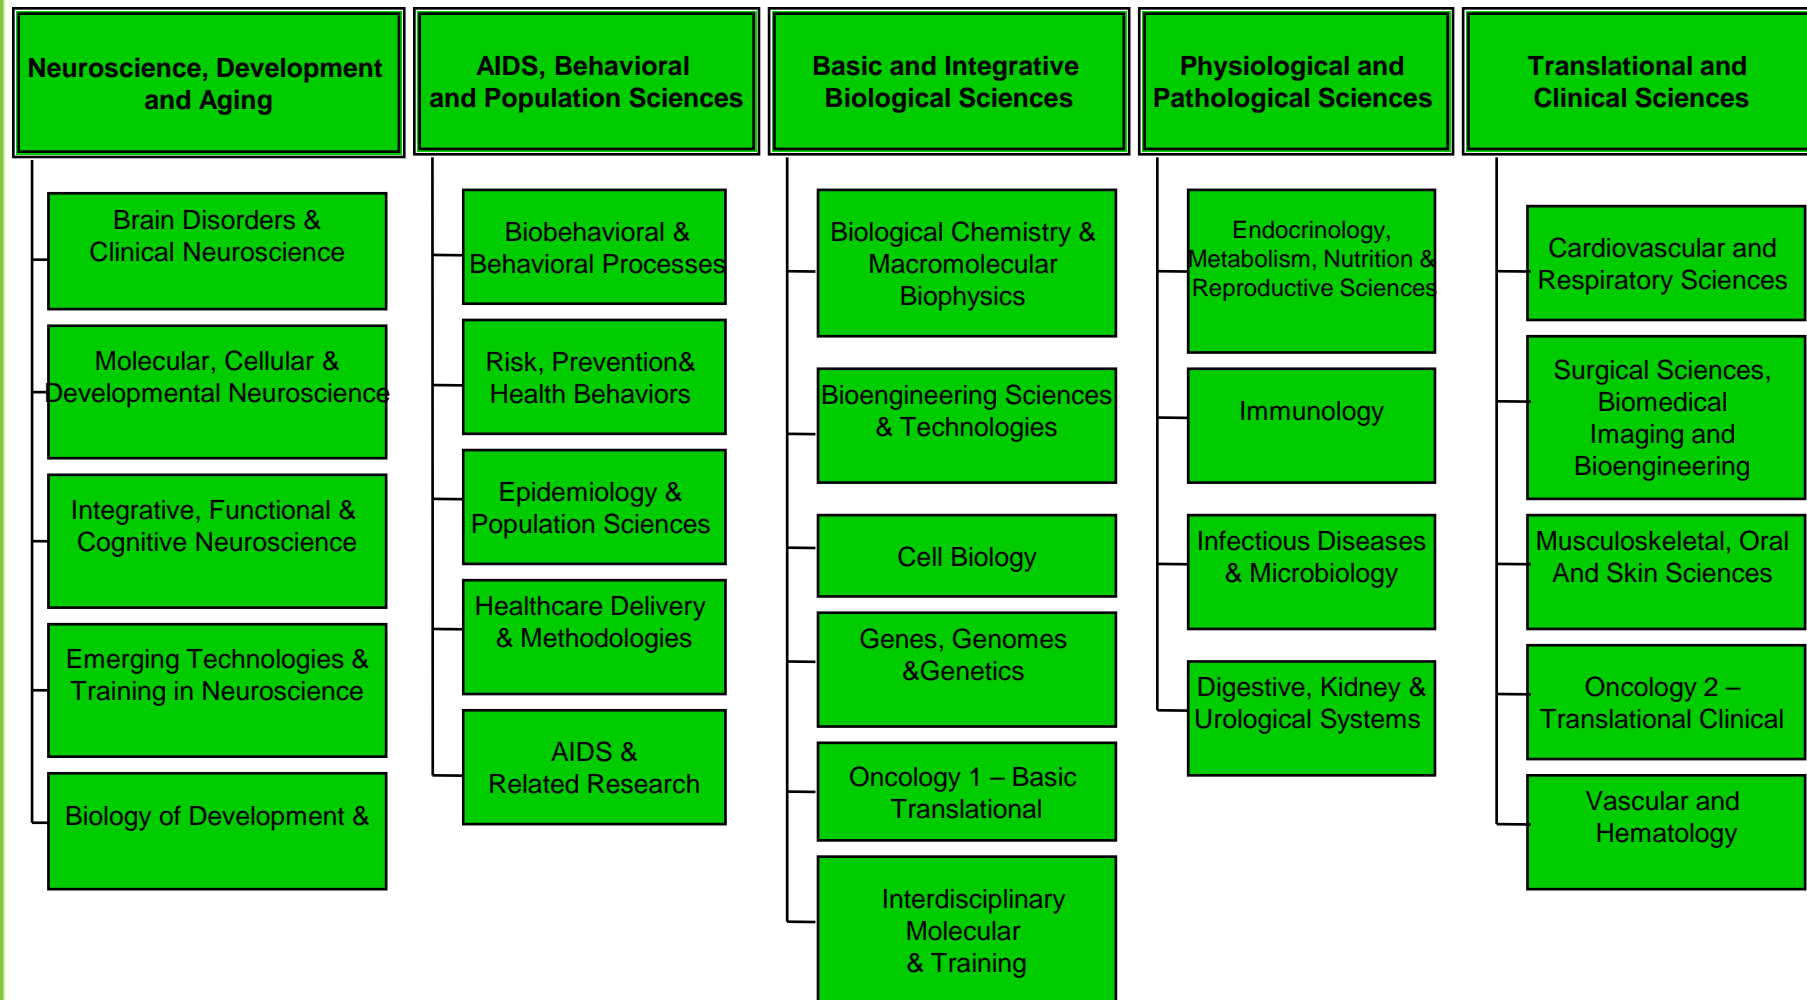 Neuroscience, Development
and Aging
Brain Disorders &
Clinical Neuroscience
Molecular, Cellular &
Developmental Neuroscience
Integrative, Functional &
Cognitive Neuroscience
Emerging Technologies &
Training in Neuroscience
Biology of Development &
AIDS, Behavioral
and Population Sciences
Biobehavioral &
Behavioral Processes
Risk, Prevention&
Health Behaviors
Epidemiology &
Population Sciences
Healthcare Delivery
& Methodologies
AIDS &
Related Research
Basic and Integrative
Biological Sciences
Biological Chemistry &
Macromolecular
Biophysics
Bioengineering Sciences
& Technologies
Cell Biology
Genes, Genomes
&Genetics
Oncology 1 – Basic
Translational
Interdisciplinary
Molecular
& Training
Physiological and
Pathological Sciences
Endocrinology,
Metabolism, Nutrition &
Reproductive Sciences
Immunology
Infectious Diseases
& Microbiology
Digestive, Kidney &
Urological Systems
Translational and
Clinical Sciences
Cardiovascular and
Respiratory Sciences
Surgical Sciences,
Biomedical
Imaging and
Bioengineering
Musculoskeletal, Oral
And Skin Sciences
Oncology 2 –
Translational Clinical
Vascular and
Hematology